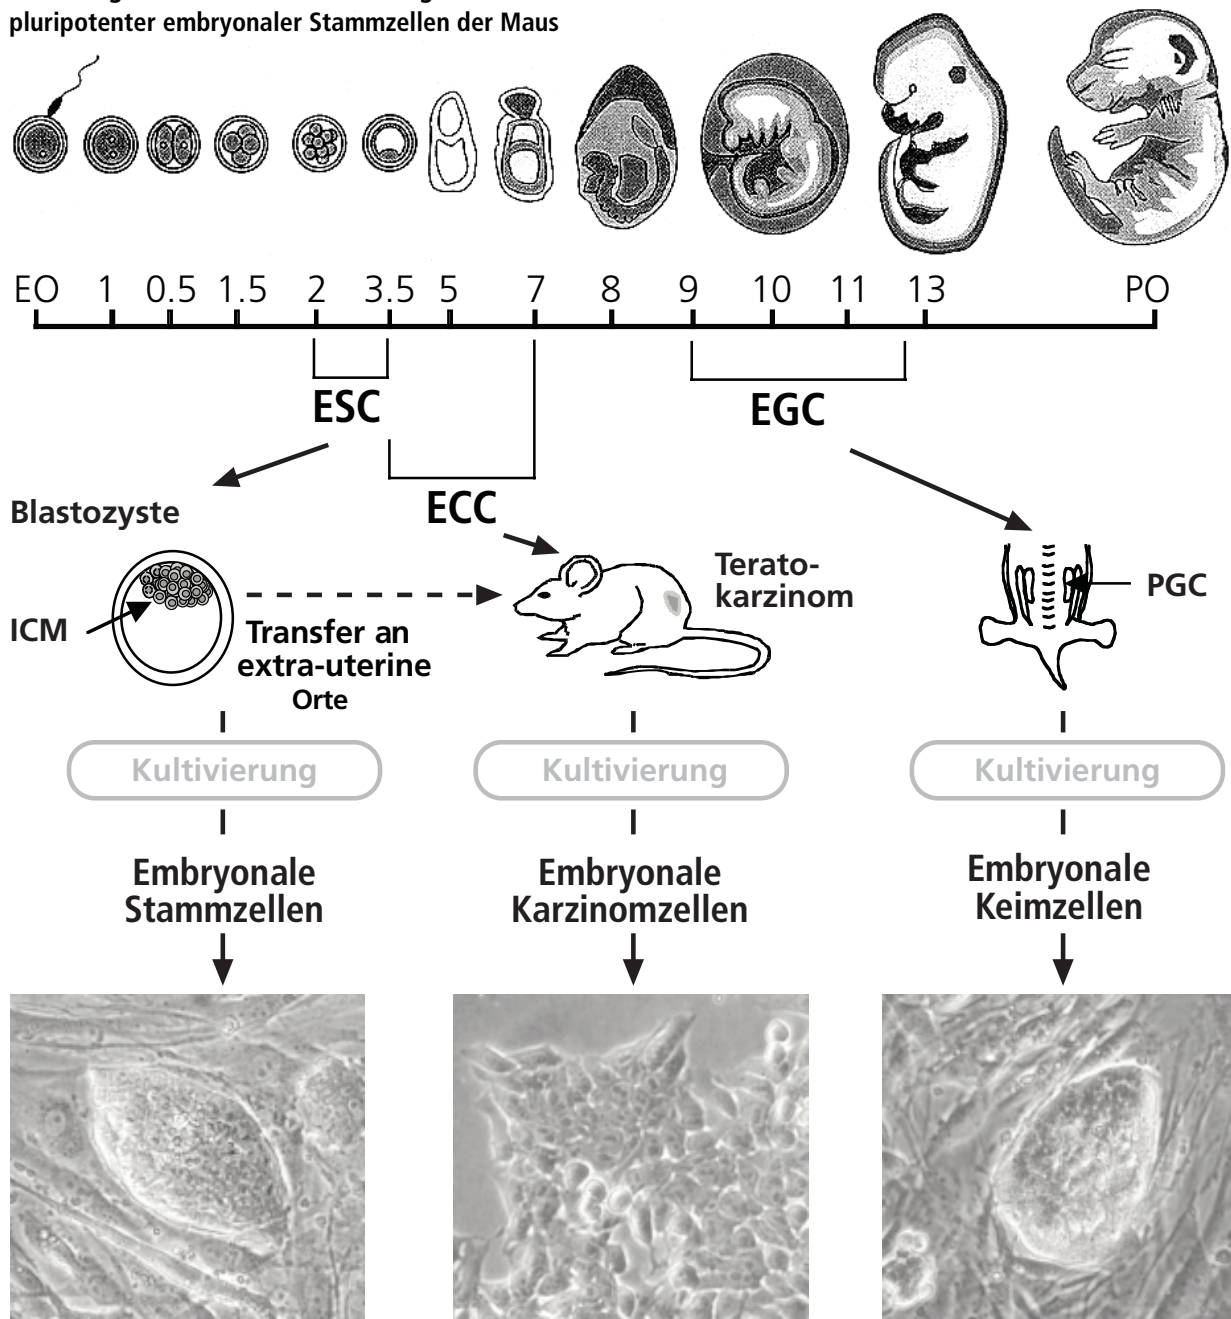 pluripotenter embryonaler Stammzellen der Maus
EO 1 0.5 1.5 2 3.5 5 7 8 9 10 11 13 PO
ESC
EGC
ECC
Blastozyste
Terato-
karzinom
PGC
ICM
Transfer an
extra-uterine
Orte
Kultivierung
Kultivierung
Kultivierung
Embryonale
Stammzellen
Embryonale
Karzinomzellen
Embryonale
Keimzellen